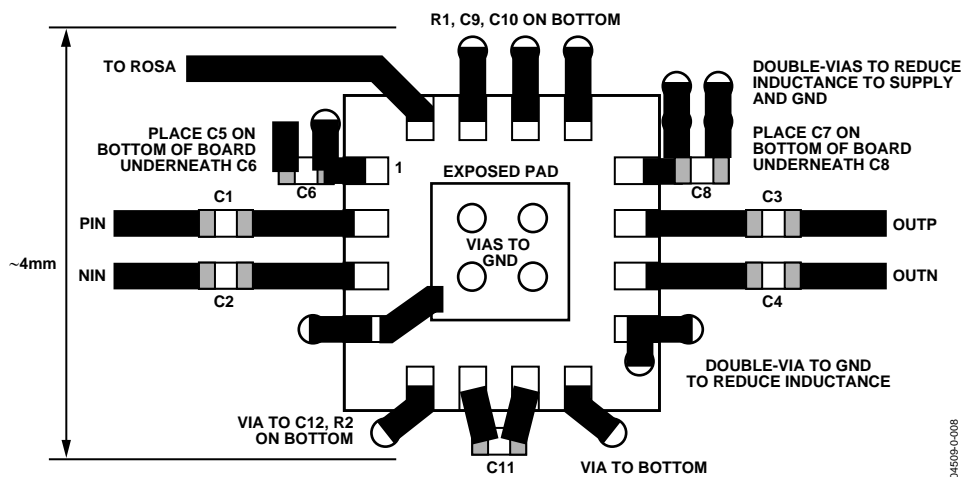 R1, C9, C10 ON BOTTOM
TO ROSA
DOUBLE-VIAS TO REDUCE
INDUCTANCE TO SUPPLY
AND GND
PLACE C5 ON
BOTTOM OF BOARD
UNDERNEATH C6
PLACE C7 ON
BOTTOM OF BOARD
UNDERNEATH C8
1
EXPOSED PAD
C6
C8
C1
C3
PIN
OUTP
VIAS TO
GND
~4mm
NIN
OUTN
C2
C4
DOUBLE-VIA TO GND
TO REDUCE INDUCTANCE
VIA TO C12, R2
ON BOTTOM
C11
VIA TO BOTTOM
04509-0-008